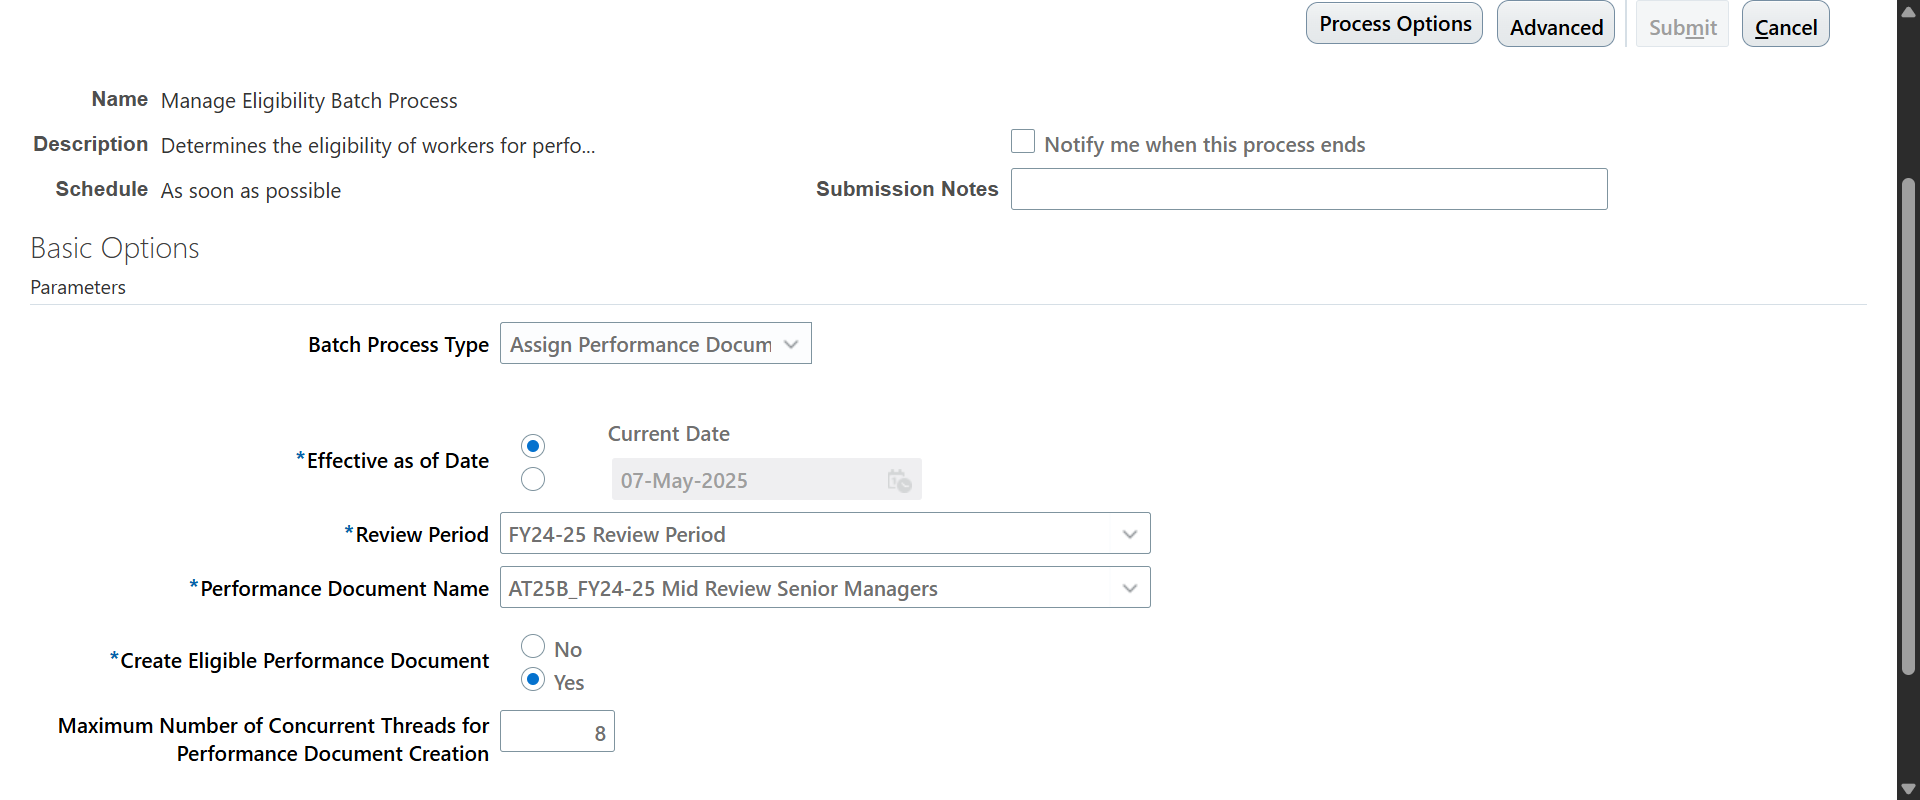 Process Options Advanced Submit Cancel
Name Manage Eligibility Batch Process
Description Determines the eligibility of workers for perfo...
Notify me when this process ends
Schedule As soon as possible
Submission Notes
Basic Options
Parameters
Batch Process Type Assign Performance Docum
Current Date
*Effective as of Date
07-May-2025
*Review Period FY24-25 Review Period
*Performance Document Name AT25B_FY24-25 Mid Review Senior Managers
No
*Create Eligible Performance Document
Yes
Maximum Number of Concurrent Threads for
Performance Document Creation
8